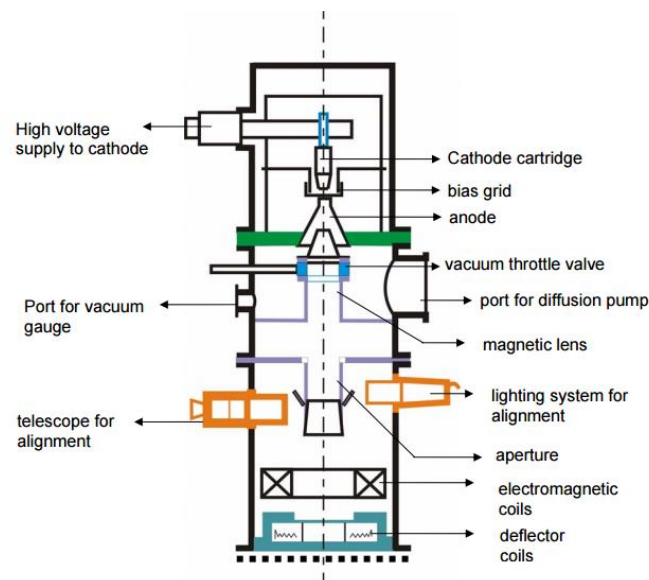 High voltage
supply to cathode
Cathode cartridge
bias grid
anode
vacuum throttle valve
Port for vacuum
gauge
port for diffusion pump
magnetic lens
telescope for
alignment
lighting system for
alignment
aperture
electromagnetic
coils
deflector
coils